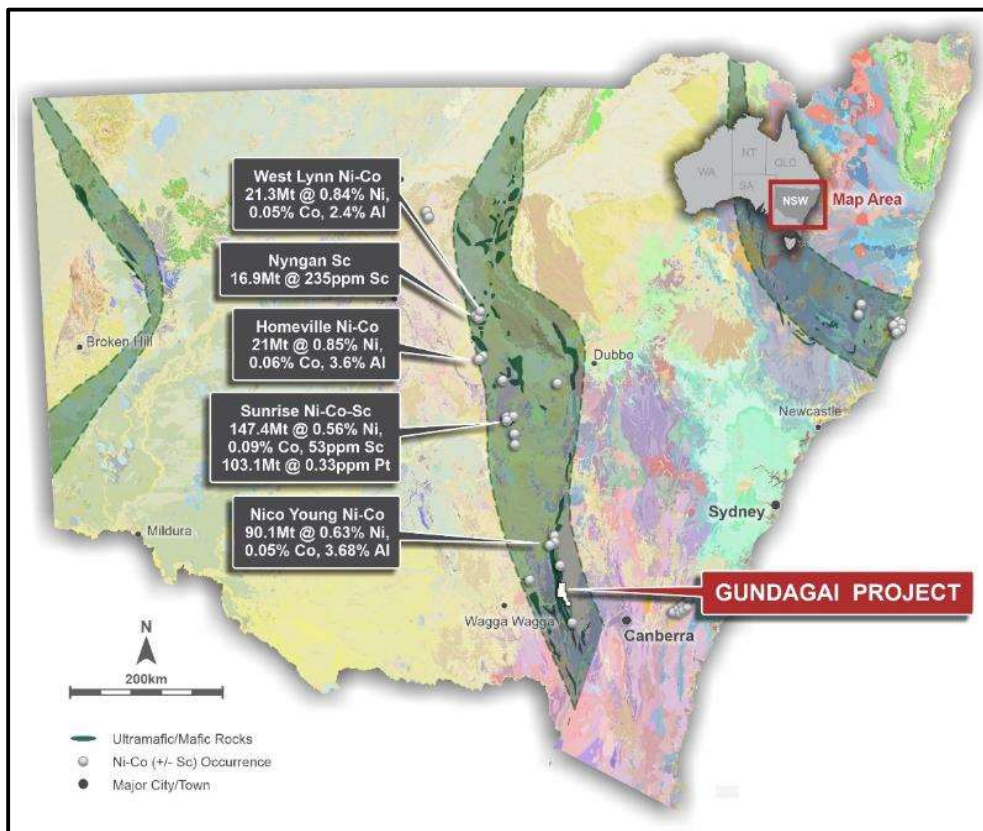 West Lynn Ni-Co
21.3Mt @ 0.84% Ni,
0.05% Co, 2.4% Al
Nyngan Sc
16.9Mt @ 235ppm Sc
Homeville Ni-Co
21Mt @ 0.85% Ni,
0.06% Co, 3.6% Al
Sunrise Ni-Co-Sc
147.4Mt @ 0.56% Ni,
0.09% Co, 53ppm Sc
103.1Mt @ 0.33ppm Pt
Nico Young Ni-Co
90.1Mt @ 0.63% Ni,
0.05% Co, 3.68% Al
WA
NT
QLD
SA
NSW
Map Area
Broken Hill
Dubbo
Newcastle
Sydney
Mildura
GUNDAGAI PROJECT
Wagga Wagga
Canberra
N
200km
Ultramafic/Mafic Rocks
Ni-Co (+/- Sc) Occurrence
Major City/Town